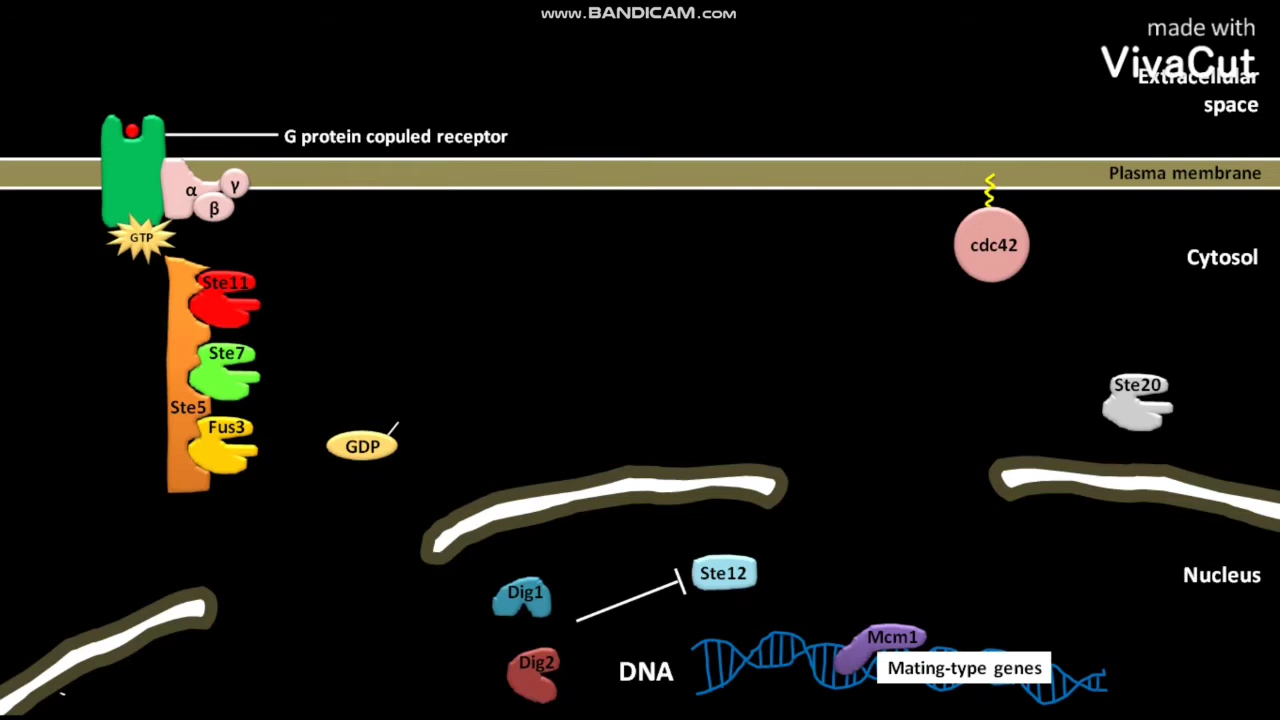 www.BANDICAM.com
made with
VivaCut
Extracellular
space
G protein copuled receptor
Plasma membrane
α
γ
β
GTP
cdc42
Cytosol
Ste11
Ste7
Ste20
Ste5
Fus3
GDP
Ste12
Nucleus
Dig1
Mcm1
Dig2
DNA
Mating-type genes